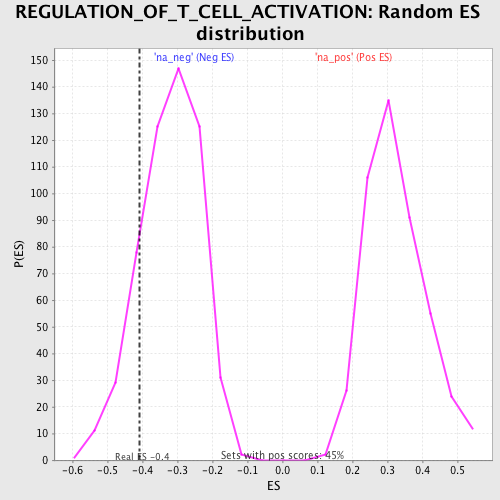 REGULATION_OF_T_CELL_ACTIVATION: Random ES
distribution
'na_neg' (Neg ES) 'na_pos' (Pos ES)
150
140
130
120
110
100
90
80
70
60
50
40
30
20
10
0
P(ES)
Real ES -0.4 Sets with pos scores: 45%
-0.6 -0.5 -0.4 -0.3 -0.2 -0.1 0.0 0.1 0.2 0.3 0.4 0.5
ES